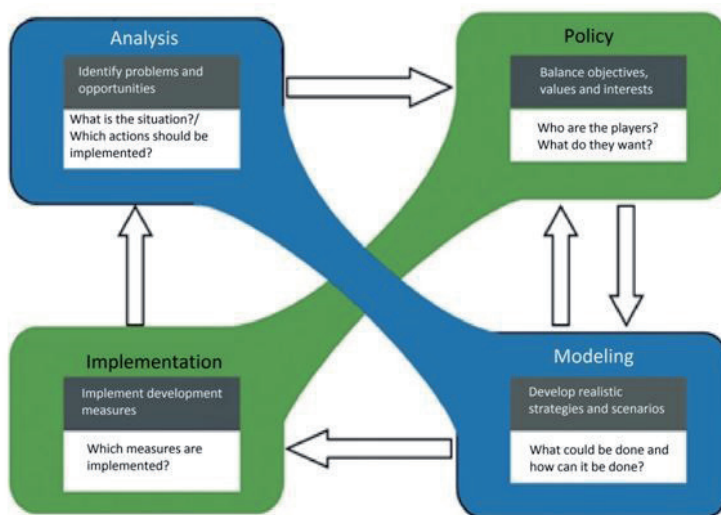 Analysis
Identify problems and
opportunities
What is the situation?/
Which actions should be
implemented?
Policy
Balance objectives,
values and interests
Who are the players?
What do they want?
Implementation
Implement development
measures
Which measures are
implemented?
Modeling
Develop realistic
strategies and scenarios
What could be done and
how can it be done?